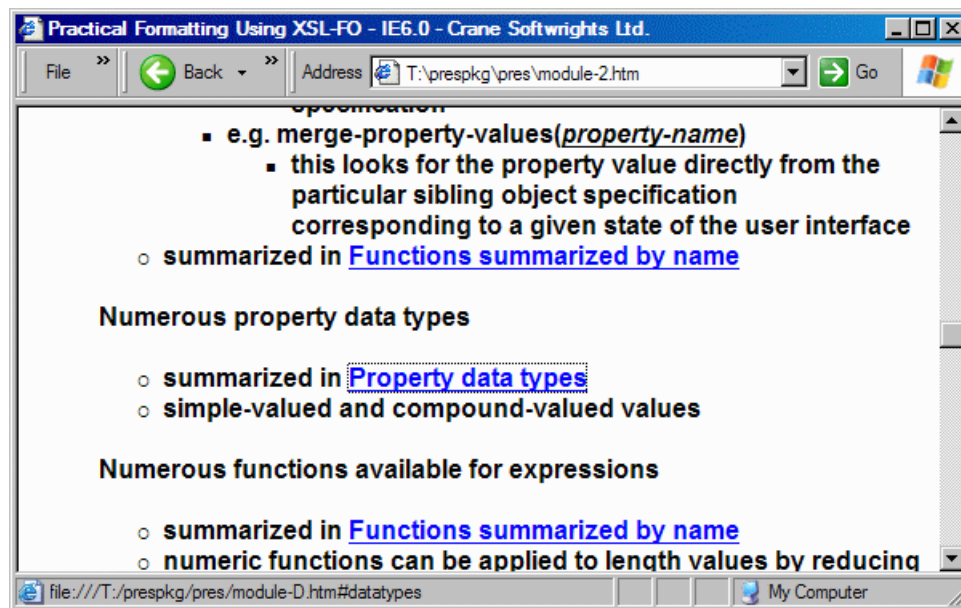 Practical Formatting Using XSL-FO - IE6.0 - Crane Softwrights Ltd.
File » Back » Address T:\prespkg\pres\module-2.htm Go
specification
▪ e.g. merge-property-values(property-name)
▪ this looks for the property value directly from the
particular sibling object specification
corresponding to a given state of the user interface
○ summarized in Functions summarized by name
Numerous property data types
○ summarized in Property data types
○ simple-valued and compound-valued values
Numerous functions available for expressions
○ summarized in Functions summarized by name
○ numeric functions can be applied to length values by reducing
file:///T:/prespkg/pres/module-D.htm#datatypes My Computer